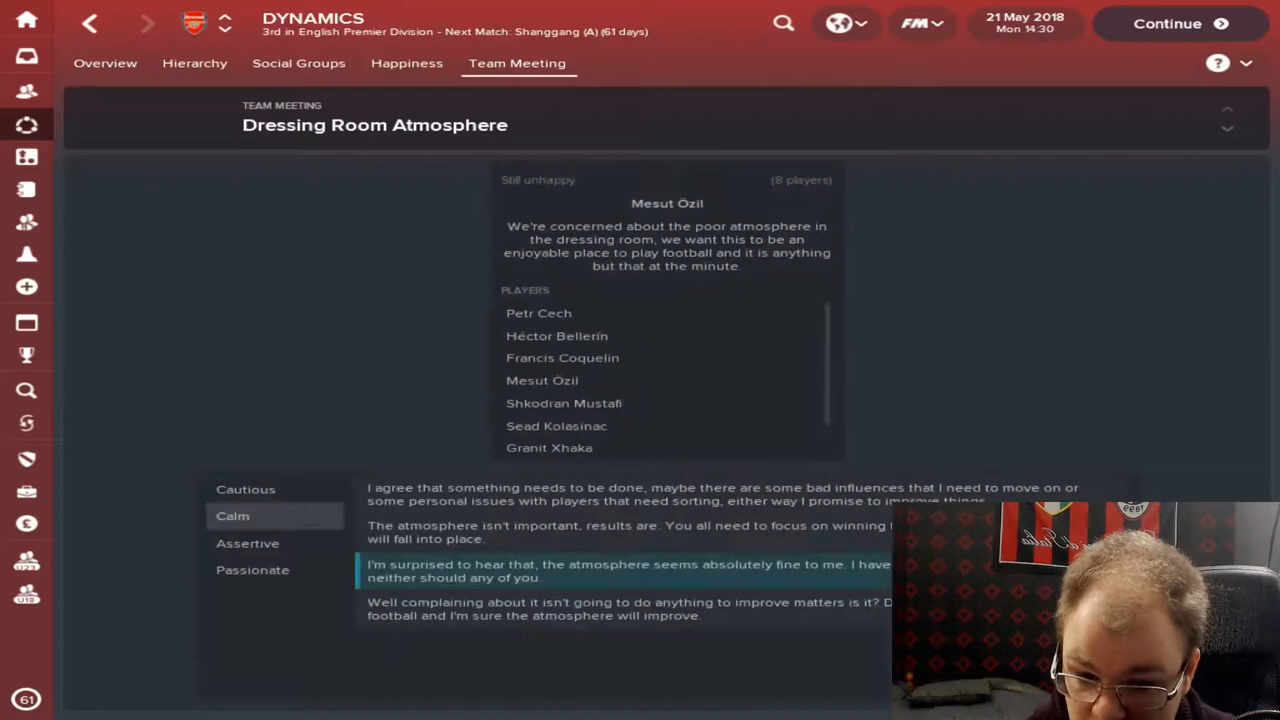 DYNAMICS
3rd in English Premier Division - Next Match: Shanggang (A) (61 days)
FM
21 May 2018
Mon 14:30
Continue
Overview
Hierarchy
Social Groups
Happiness
Team Meeting
?
TEAM MEETING
Dressing Room Atmosphere
Still unhappy
(8 players)
Mesut Özil
We're concerned about the poor atmosphere in
the dressing room, we want this to be an
enjoyable place to play football and it is anything
but that at the minute.
PLAYERS
Petr Cech
Héctor Bellerín
Francis Coquelin
Mesut Özil
Shkodran Mustafi
Sead Kolasinac
Granit Xhaka
Cautious
Calm
Assertive
Passionate
I agree that something needs to be done, maybe there are some bad influences that I need to move on or
some personal issues with players that need sorting, either way I promise to improve things.
The atmosphere isn't important, results are. You all need to focus on winning
will fall into place.
I'm surprised to hear that, the atmosphere seems absolutely fine to me. I have
neither should any of you.
Well complaining about it isn't going to do anything to improve matters is it?
football and I'm sure the atmosphere will improve.
U23
U18
61